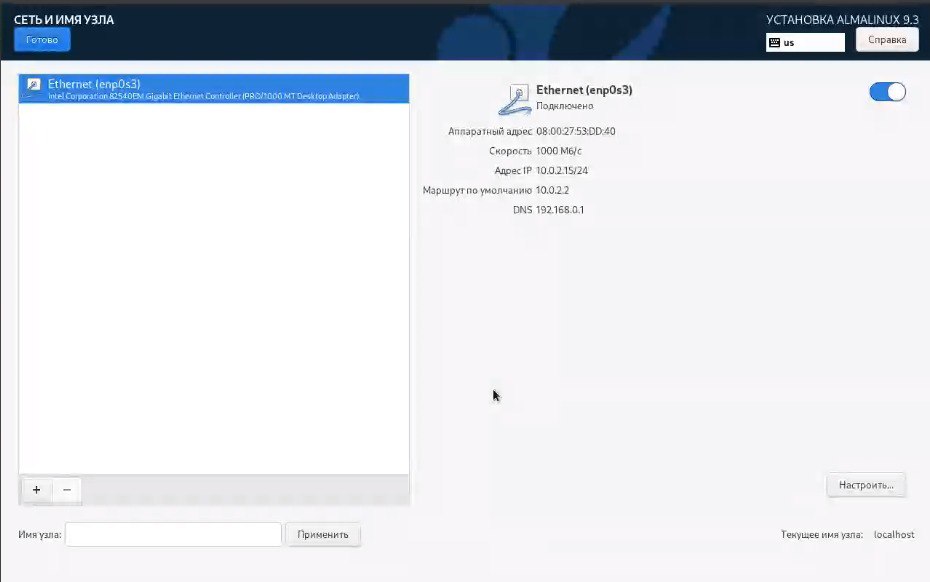 СЕТЬ И ИМЯ УЗЛА
Готово
УСТАНОВКА ALMALINUX 9.3
us
Справка
Ethernet (enp0s3)
Intel Corporation 82540EM Gigabit Ethernet Controller (PRO/1000 MT Desktop Adapter)
Ethernet (enp0s3)
Подключено
Аппаратный адрес 08:00:27:53:DD:40
Скорость 1000 Мб/с
Адрес IP 10.0.2.15/24
Маршрут по умолчанию 10.0.2.2
DNS 192.168.0.1
+ −
Настроить...
Имя узла:
Применить
Текущее имя узла: localhost